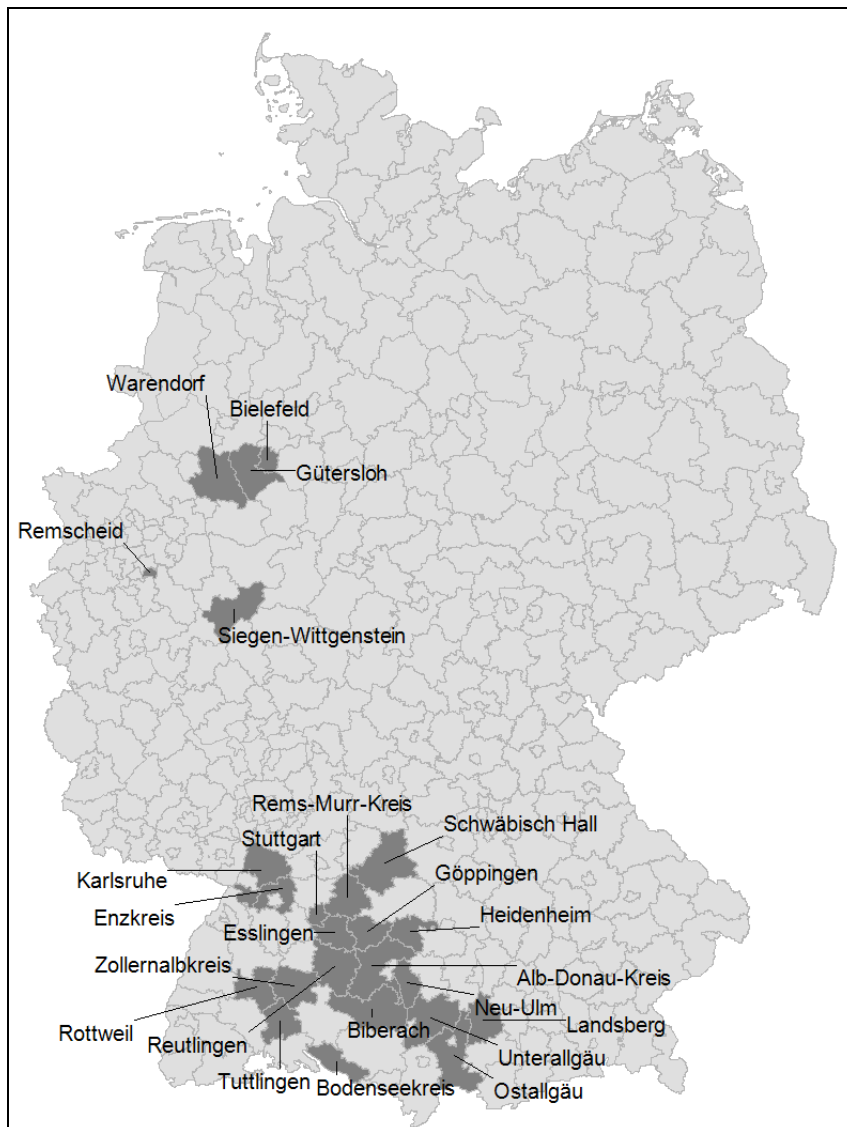 Warendorf
Bielefeld
Gütersloh
Remscheid
Siegen-Wittgenstein
Rems-Murr-Kreis
Schwäbisch Hall
Stuttgart
Göppingen
Karlsruhe
Enzkreis
Heidenheim
Esslingen
Zollernalbkreis
Alb-Donau-Kreis
Neu-Ulm
Rottweil
Landsberg
Reutlingen
Biberach
Unterallgäu
Tuttlingen
Bodenseekreis
Ostallgäu